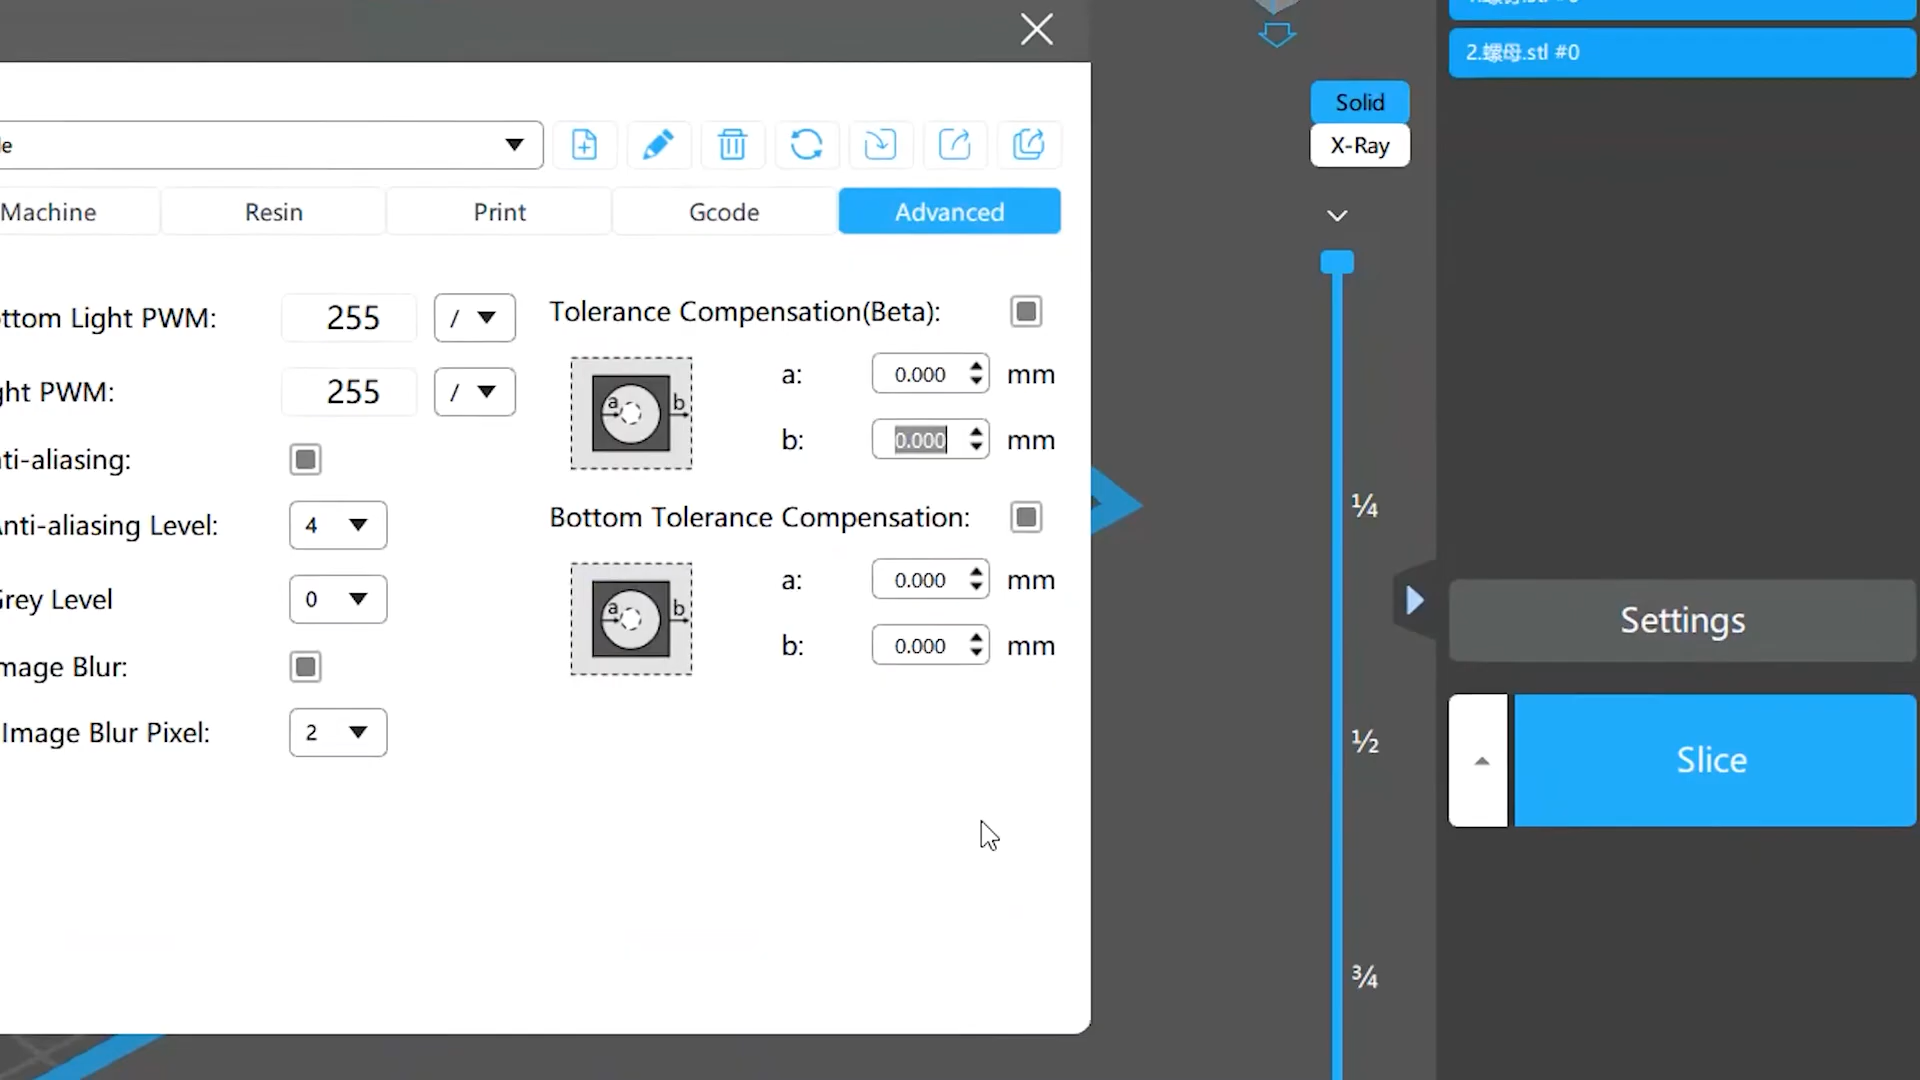 2.螺母.stl #0
Solid
X-Ray
e
Machine
Resin
Print
Gcode
Advanced
ttom Light PWM:
255
/
Tolerance Compensation(Beta):
a
b
a:
0.000
mm
ght PWM:
255
/
b:
0.000
mm
ti-aliasing:
Anti-aliasing Level:
4
Bottom Tolerance Compensation:
a
b
a:
0.000
mm
Grey Level
0
b:
0.000
mm
mage Blur:
Image Blur Pixel:
2
¼
½
¾
Settings
Slice